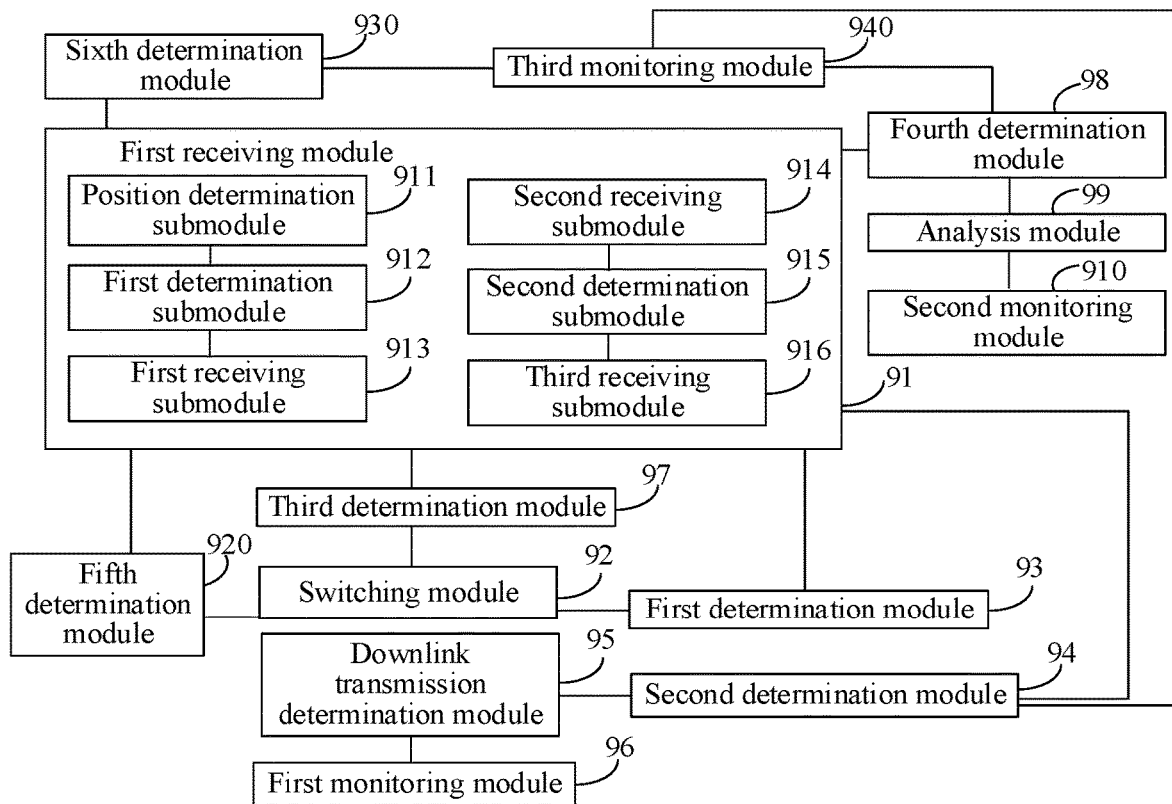 930
Sixth determination
module
940
Third monitoring module
98
Fourth determination
module
First receiving module
911
Position determination
submodule
914
Second receiving
submodule
99
Analysis module
912
First determination
submodule
915
Second determination
submodule
910
Second monitoring
module
913
First receiving
submodule
916
Third receiving
submodule
91
97
Third determination module
920
Fifth
determination
module
92
Switching module
93
First determination module
95
Downlink
transmission
determination module
94
Second determination module
96
First monitoring module